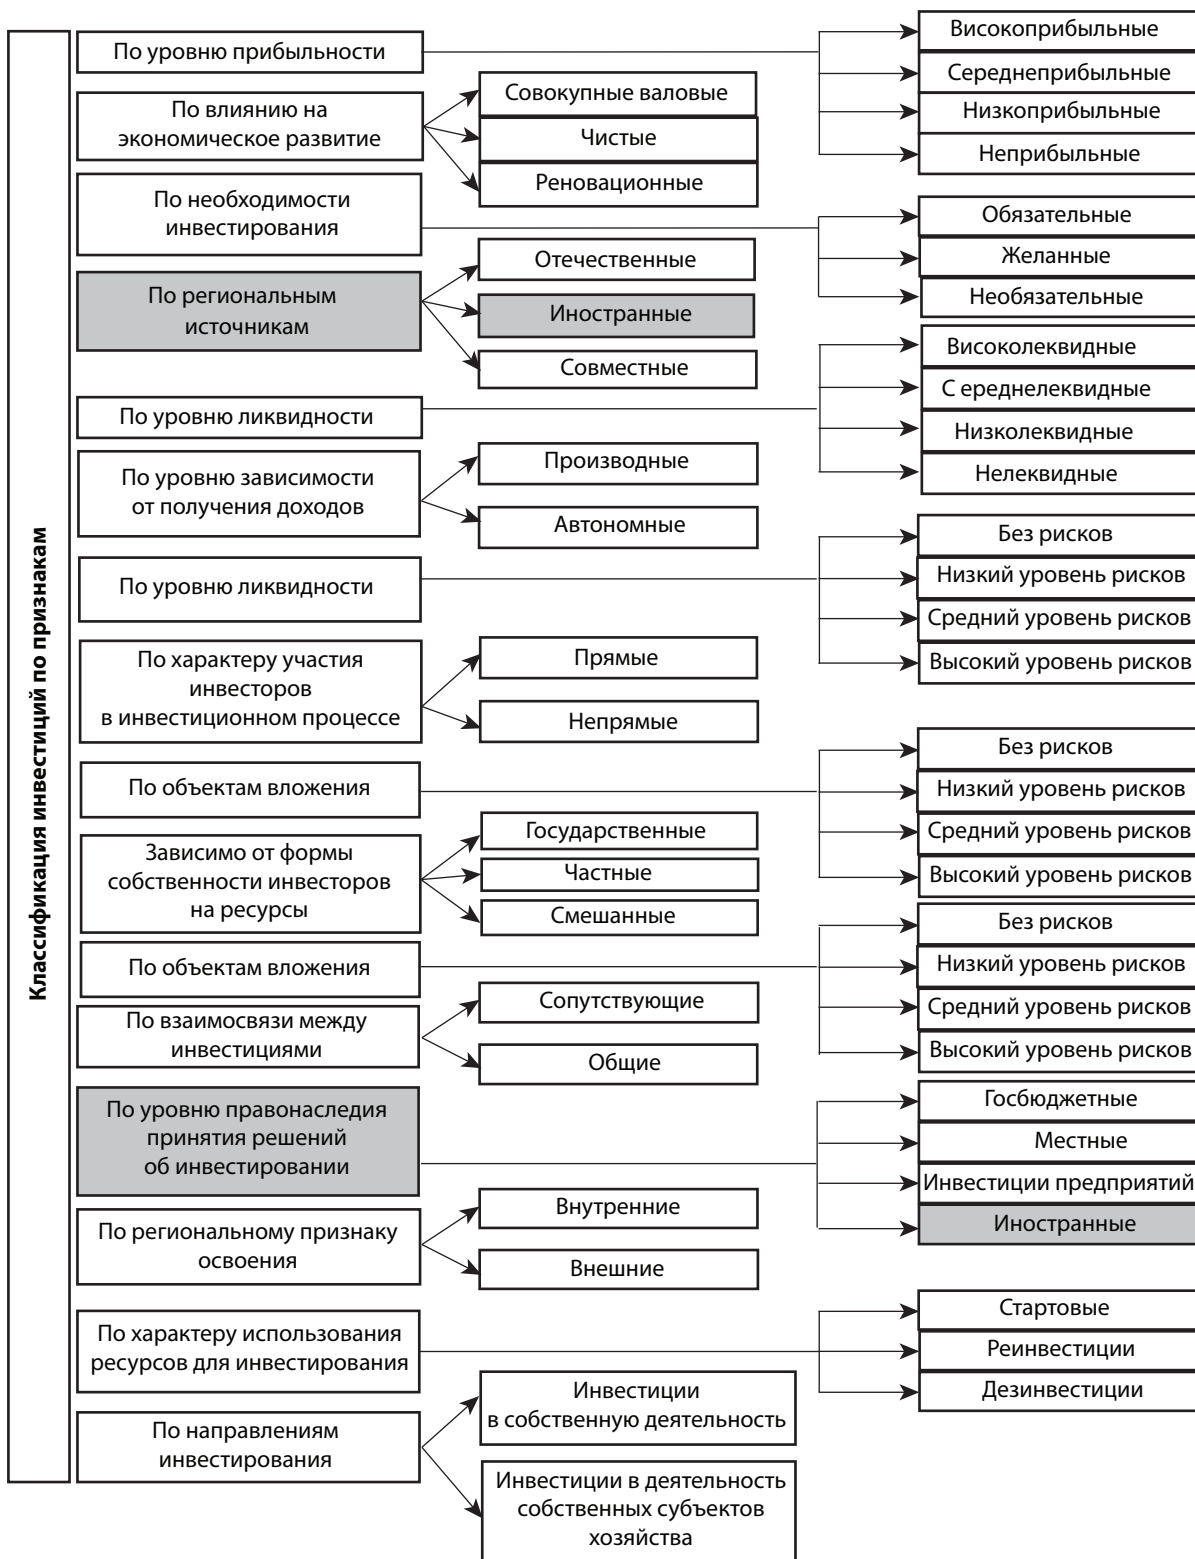 Классификация инвестиций по признакам
По уровню прибыльности
Високоприбыльные
Середнеприбыльные
Низкоприбыльные
Неприбыльные
По влиянию на
экономическое развитие
Совокупные валовые
Чистые
Реновационные
По необходимости
инвестирования
Обязательные
Желанные
Необязательные
По региональным
источникам
Отечественные
Иностранные
Совместные
По уровню ликвидности
Високолеквидные
С ереднелеквидные
Низколеквидные
Нелеквидные
По уровню зависимости
от получения доходов
Производные
Автономные
По уровню ликвидности
Без рисков
Низкий уровень рисков
Средний уровень рисков
Высокий уровень рисков
По характеру участия
инвесторов
в инвестиционном процессе
Прямые
Непрямые
По объектам вложения
Без рисков
Низкий уровень рисков
Средний уровень рисков
Высокий уровень рисков
Зависимо от формы
собственности инвесторов
на ресурсы
Государственные
Частные
Смешанные
По объектам вложения
Без рисков
Низкий уровень рисков
Средний уровень рисков
Высокий уровень рисков
По взаимосвязи между
инвестициями
Сопутствующие
Общие
По уровню правонаследия
принятия решений
об инвестировании
Госбюджетные
Местные
Инвестиции предприятий
Иностранные
По региональному признаку
освоения
Внутренние
Внешние
По характеру использования
ресурсов для инвестирования
Стартовые
Реинвестиции
Дезинвестиции
По направлениям
инвестирования
Инвестиции
в собственную деятельность
Инвестиции в деятельность
собственных субъектов
хозяйства